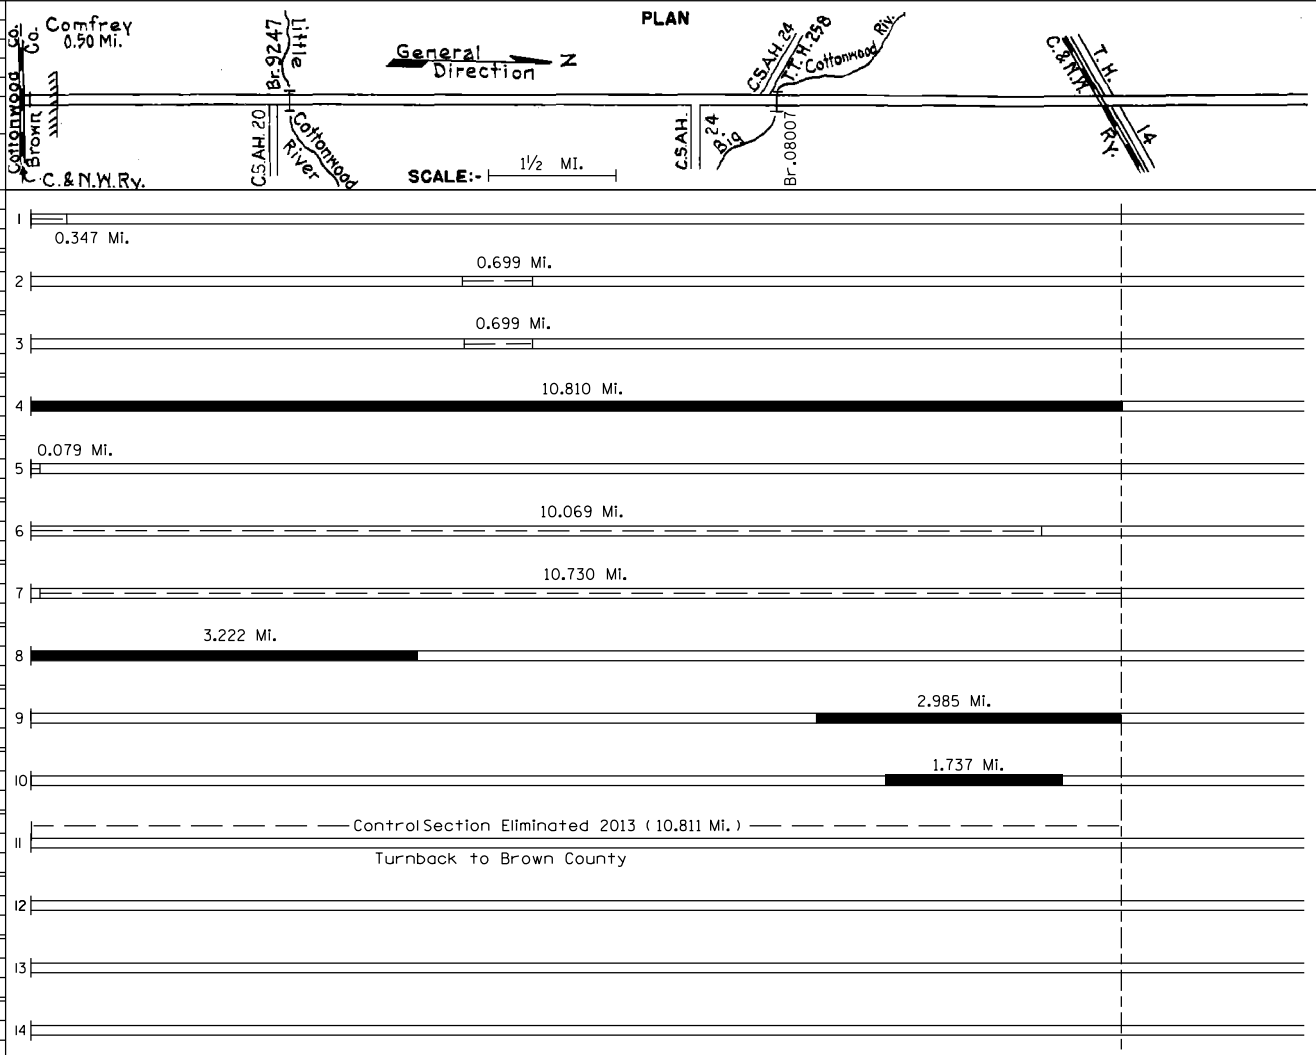 PLAN
Comfrey
0.50 Mi.
Cottonwood Co.
Brown Co.
C.&N.W.Ry.
Br.9247
Little
Cottonwood
River
C.S.A.H. 20
General
Direction
N
SCALE:- 1½ MI.
C.S.A.H. 24
T.T.H. 258
Cottonwood Riv.
C.S.A.H. 24
Big
Br.08007
C.&N.W. Ry.
T.H. 14
1
0.347 Mi.
0.699 Mi.
2
0.699 Mi.
3
10.810 Mi.
4
0.079 Mi.
5
10.069 Mi.
6
10.730 Mi.
7
3.222 Mi.
8
2.985 Mi.
9
1.737 Mi.
10
Control Section Eliminated 2013 (10.811 Mi.)
11
Turnback to Brown County
12
13
14